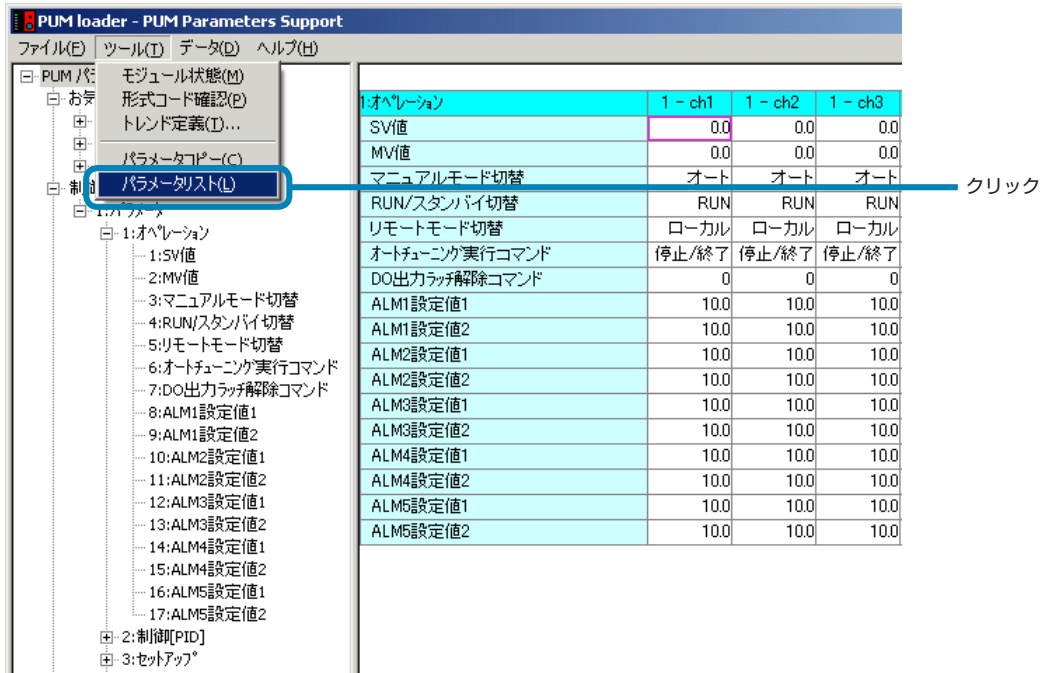 PUM loader - PUM Parameters Support
ファイル(F) ツール(T) データ(D) ヘルプ(H)
モジュール状態(M)
形式コード確認(P)
トレンド定義(I)...
パラメータコピー(C)
パラメータリスト(L)
クリック
PUM パラ
お気
制御
1:パラメータ
1:オペレーション
1:SV値
2:MV値
3:マニュアルモード切替
4:RUN/スタンバイ切替
5:リモートモード切替
6:オートチューニング実行コマンド
7:DO出力ラッチ解除コマンド
8:ALM1設定値1
9:ALM1設定値2
10:ALM2設定値1
11:ALM2設定値2
12:ALM3設定値1
13:ALM3設定値2
14:ALM4設定値1
15:ALM4設定値2
16:ALM5設定値1
17:ALM5設定値2
2:制御[PID]
3:セットアップ
1:オペレーション 1 - ch1 1 - ch2 1 - ch3
SV値 0.0 0.0 0.0
MV値 0.0 0.0 0.0
マニュアルモード切替 オート オート オート
RUN/スタンバイ切替 RUN RUN RUN
リモートモード切替 ローカル ローカル ローカル
オートチューニング実行コマンド 停止/終了 停止/終了 停止/終了
DO出力ラッチ解除コマンド 0 0 0
ALM1設定値1 10.0 10.0 10.0
ALM1設定値2 10.0 10.0 10.0
ALM2設定値1 10.0 10.0 10.0
ALM2設定値2 10.0 10.0 10.0
ALM3設定値1 10.0 10.0 10.0
ALM3設定値2 10.0 10.0 10.0
ALM4設定値1 10.0 10.0 10.0
ALM4設定値2 10.0 10.0 10.0
ALM5設定値1 10.0 10.0 10.0
ALM5設定値2 10.0 10.0 10.0